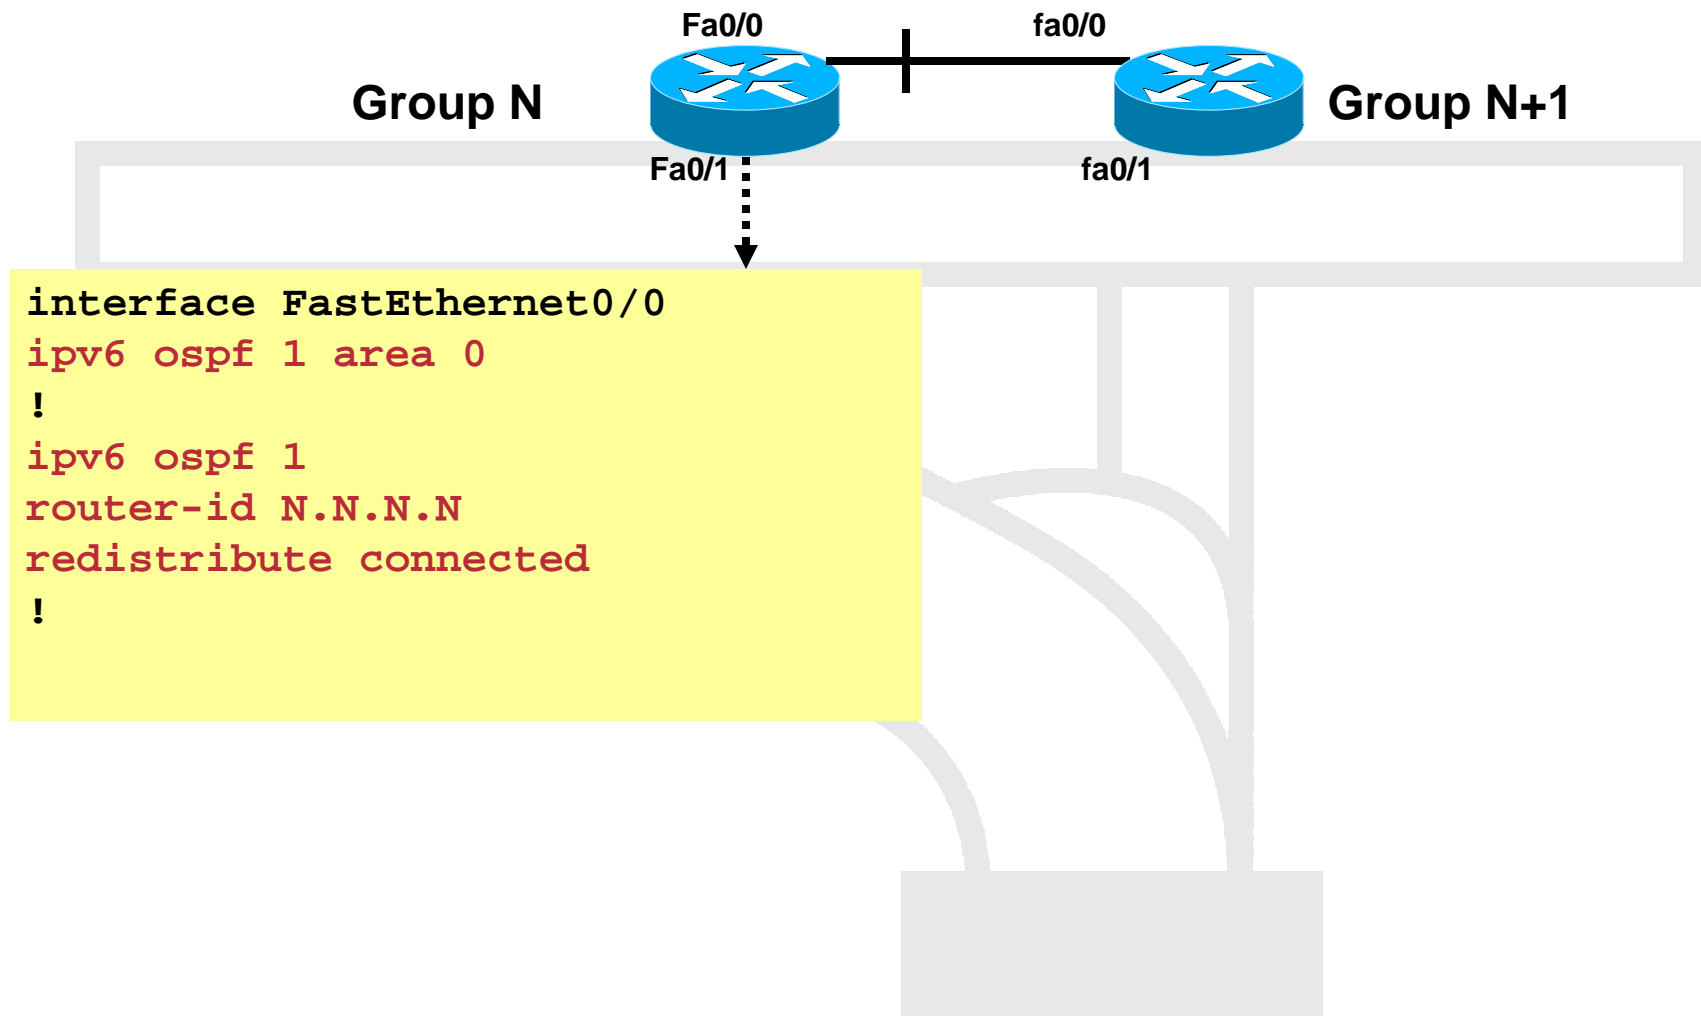 Fa0/0
fa0/0
Group N
Group N+1
Fa0/1
fa0/1
interface FastEthernet0/0
ipv6 ospf 1 area 0
!
ipv6 ospf 1
router-id N.N.N.N
redistribute connected
!